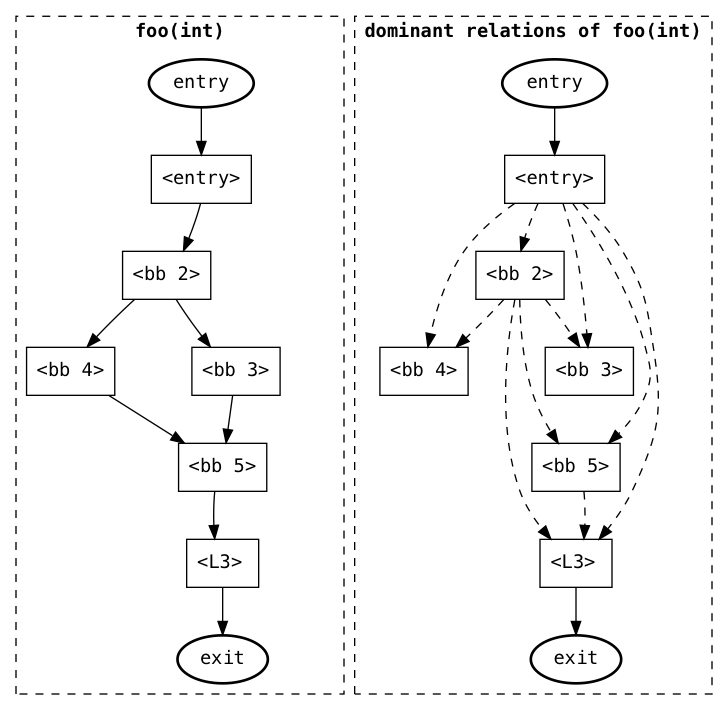 foo(int)
entry
<entry>
<bb 2>
<bb 4>
<bb 3>
<bb 5>
<L3>
exit
dominant relations of foo(int)
entry
<entry>
<bb 2>
<bb 4>
<bb 3>
<bb 5>
<L3>
exit